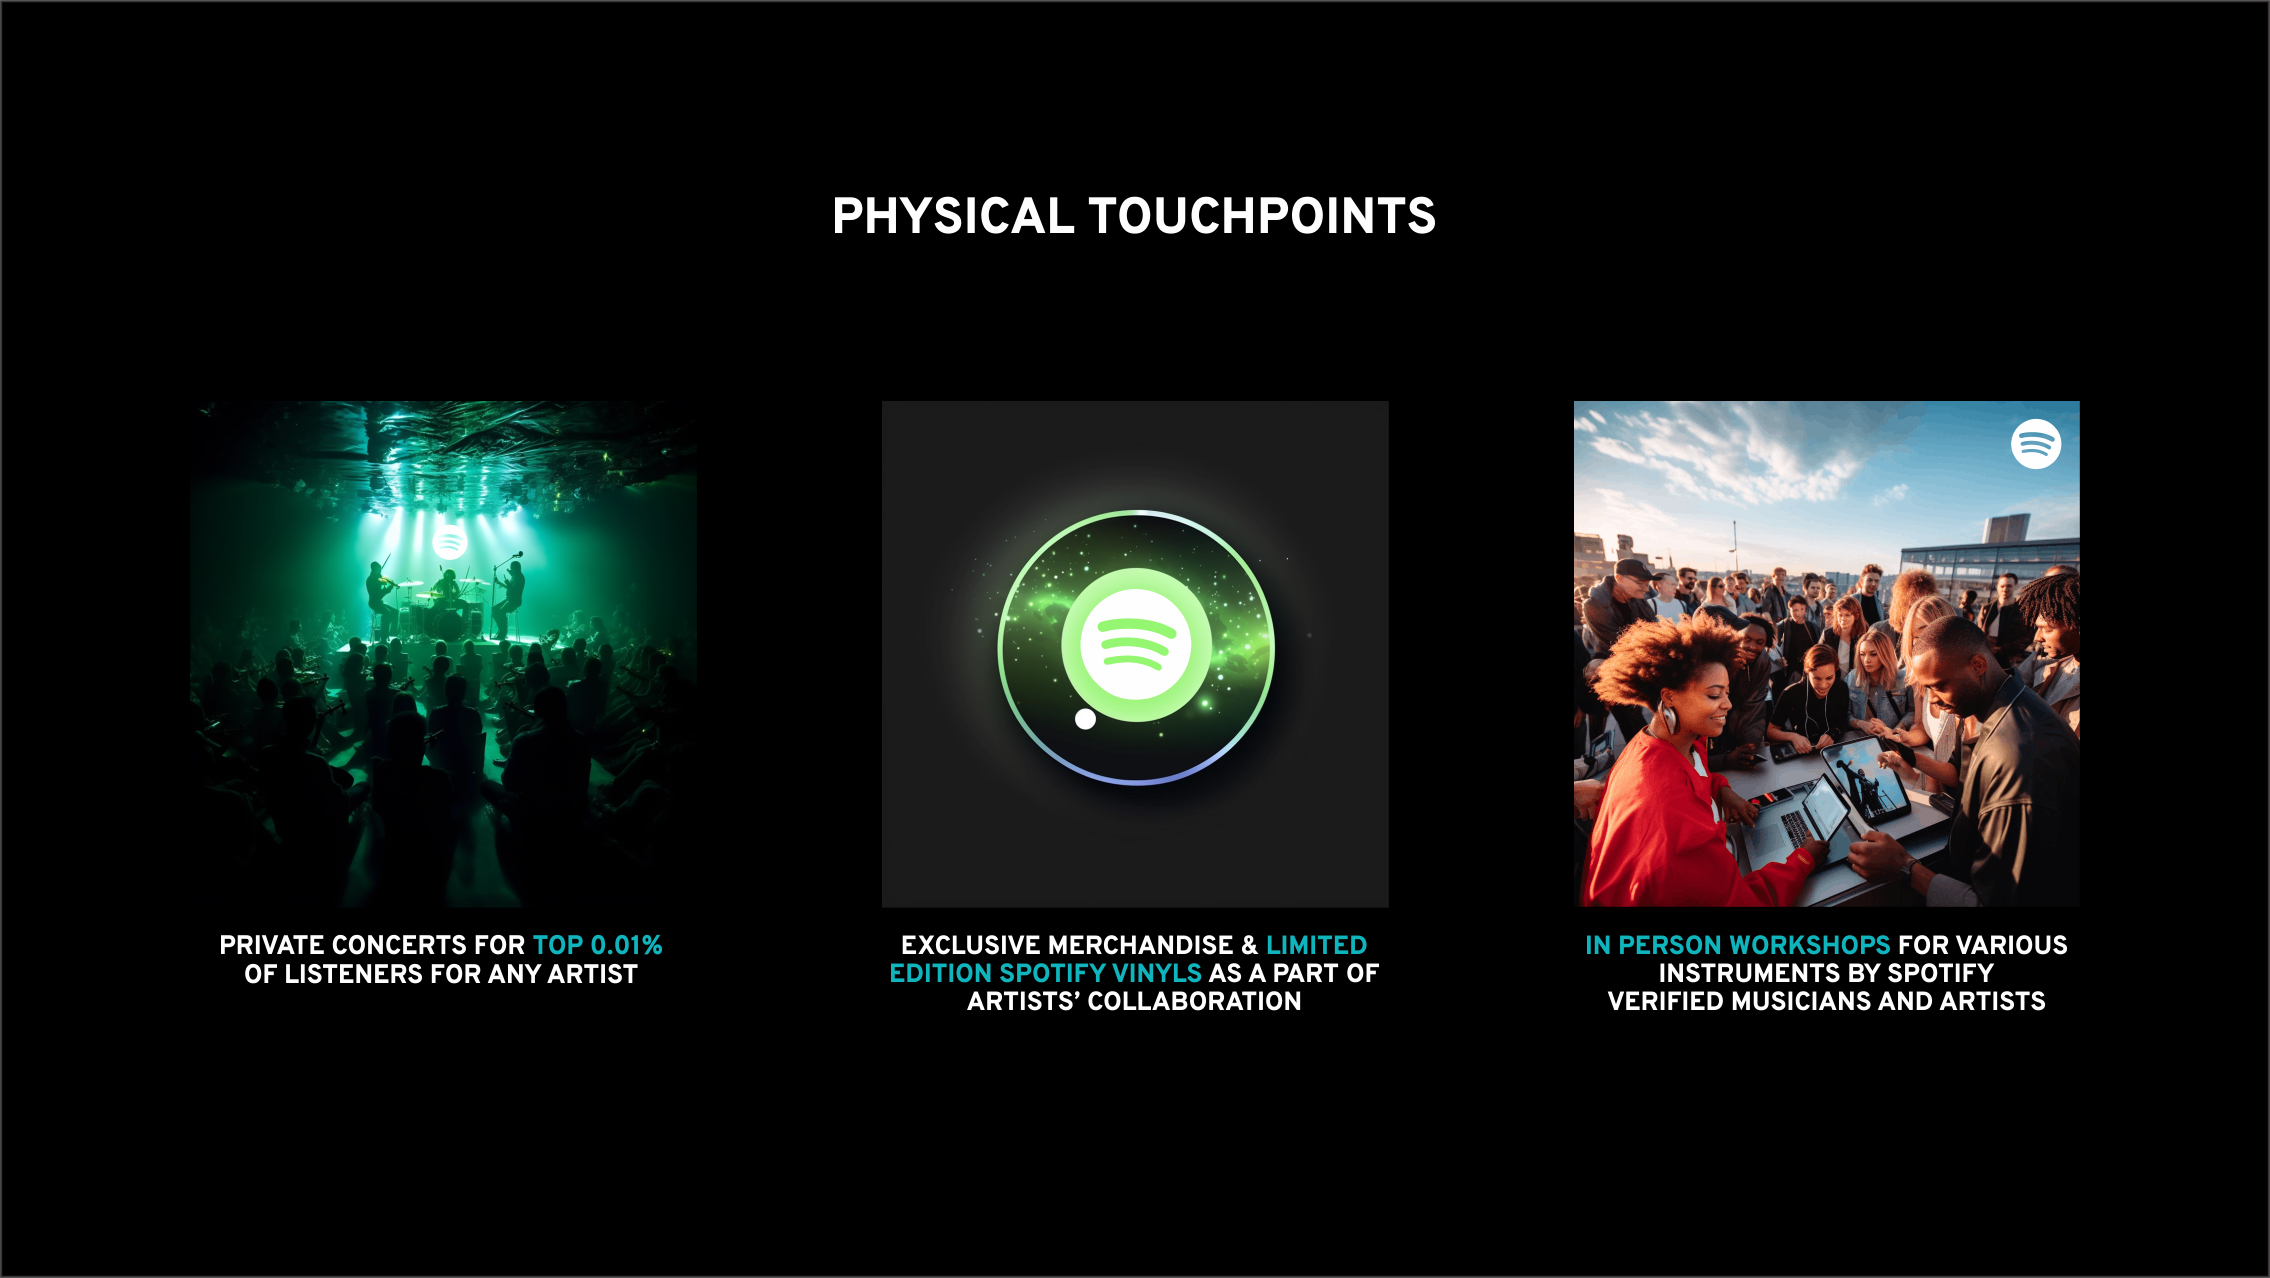 PHYSICAL TOUCHPOINTS
PRIVATE CONCERTS FOR TOP 0.01%
OF LISTENERS FOR ANY ARTIST
EXCLUSIVE MERCHANDISE & LIMITED
EDITION SPOTIFY VINYLS AS A PART OF
ARTISTS’ COLLABORATION
IN PERSON WORKSHOPS FOR VARIOUS
INSTRUMENTS BY SPOTIFY
VERIFIED MUSICIANS AND ARTISTS